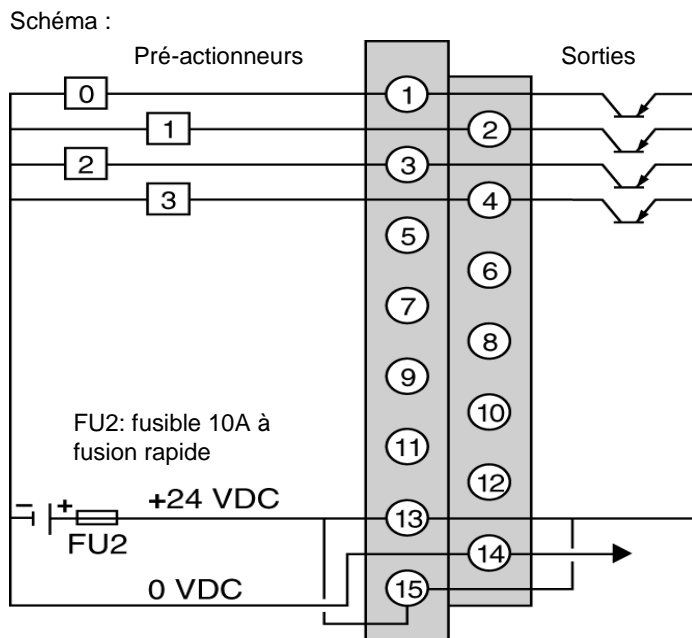 Schéma :
Pré-actionneurs
Sorties
0
1
1
2
2
3
3
4
5
6
7
8
9
10
FU2: fusible 10A à
fusion rapide
11
12
− + +24 VDC
13
FU2
14
0 VDC
15